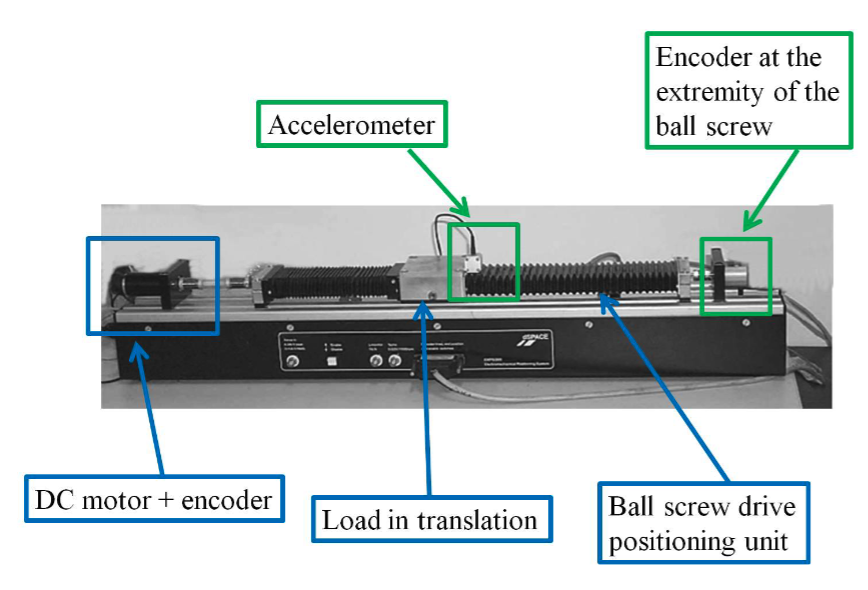 Encoder at the
extremity of the
ball screw
Accelerometer
dSPACE
DC motor + encoder
Load in translation
Ball screw drive
positioning unit